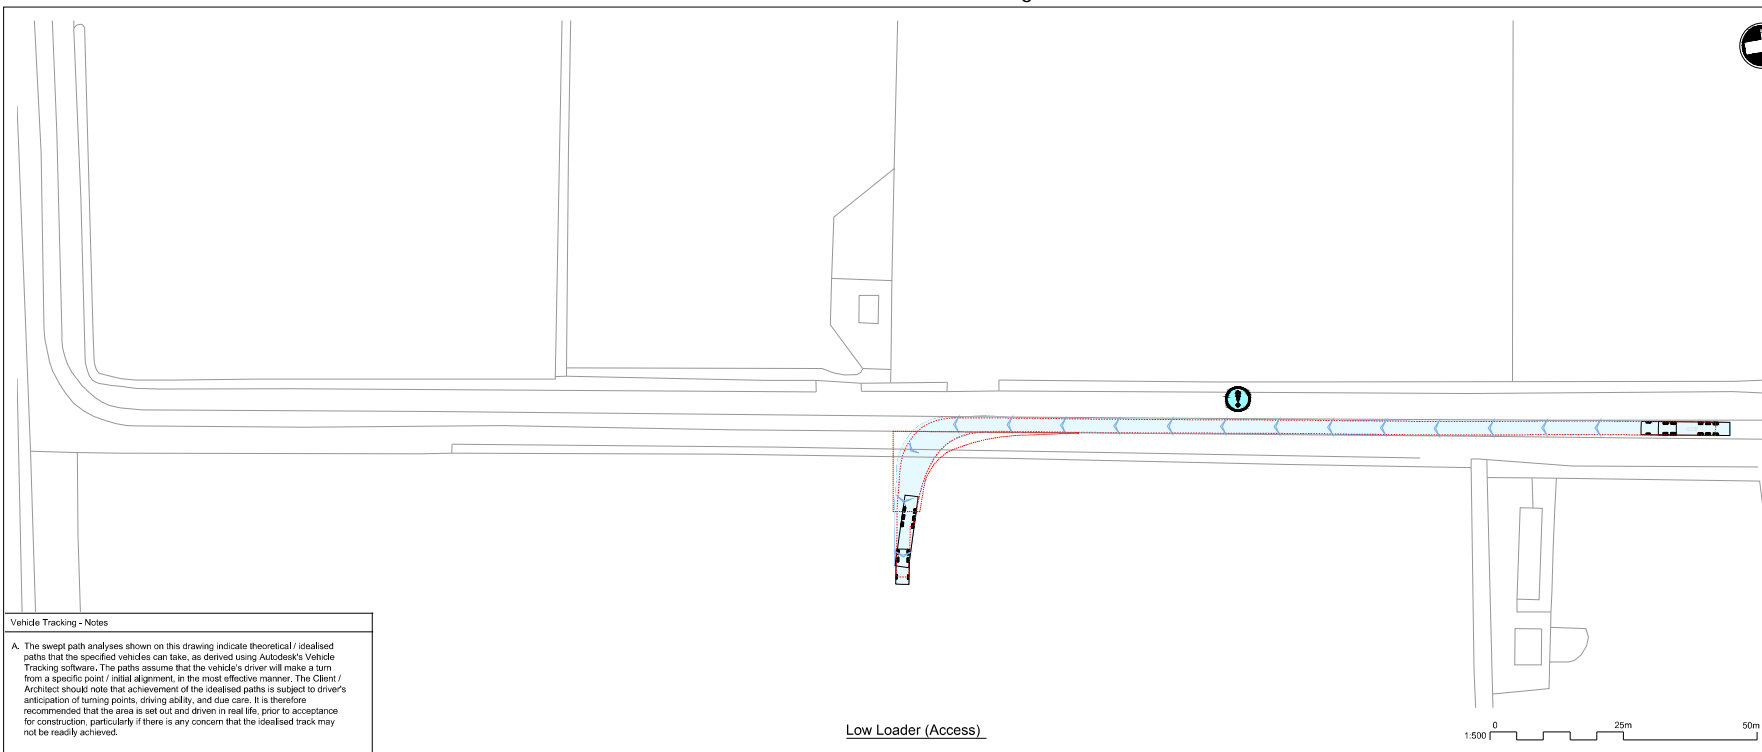 Vehicle Tracking - Notes
A. The swept path analyses shown on this drawing indicate theoretical / idealised
paths that the specified vehicles can take, as derived using Autodesk's Vehicle
Tracking software. The paths assume that the vehicle's driver will make a turn
from a specific point / initial alignment, in the most effective manner. The Client /
Architect should note that achievement of the idealised paths is subject to driver's
anticipation of turning points, driving ability, and due care. It is therefore
recommended that the area is set out and driven in real life, prior to acceptance
for construction, particularly if there is any concern that the idealised track may
not be readily achieved.
Low Loader (Access)
0 25m 50m
1:500